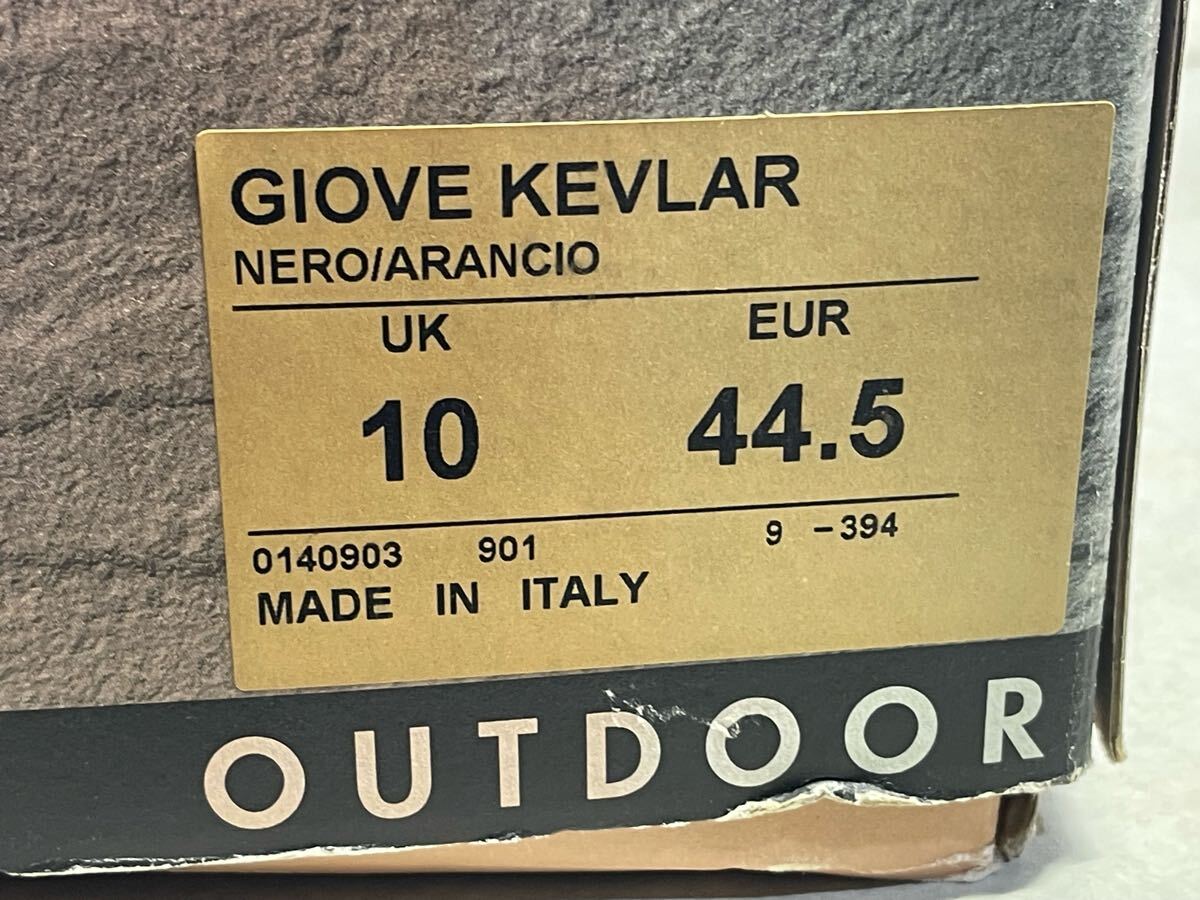 GIOVE KEVLAR
NERO/ARANCIO
UK EUR
10 44.5
0140903 901 9 -394
MADE IN ITALY
OUTDOOR